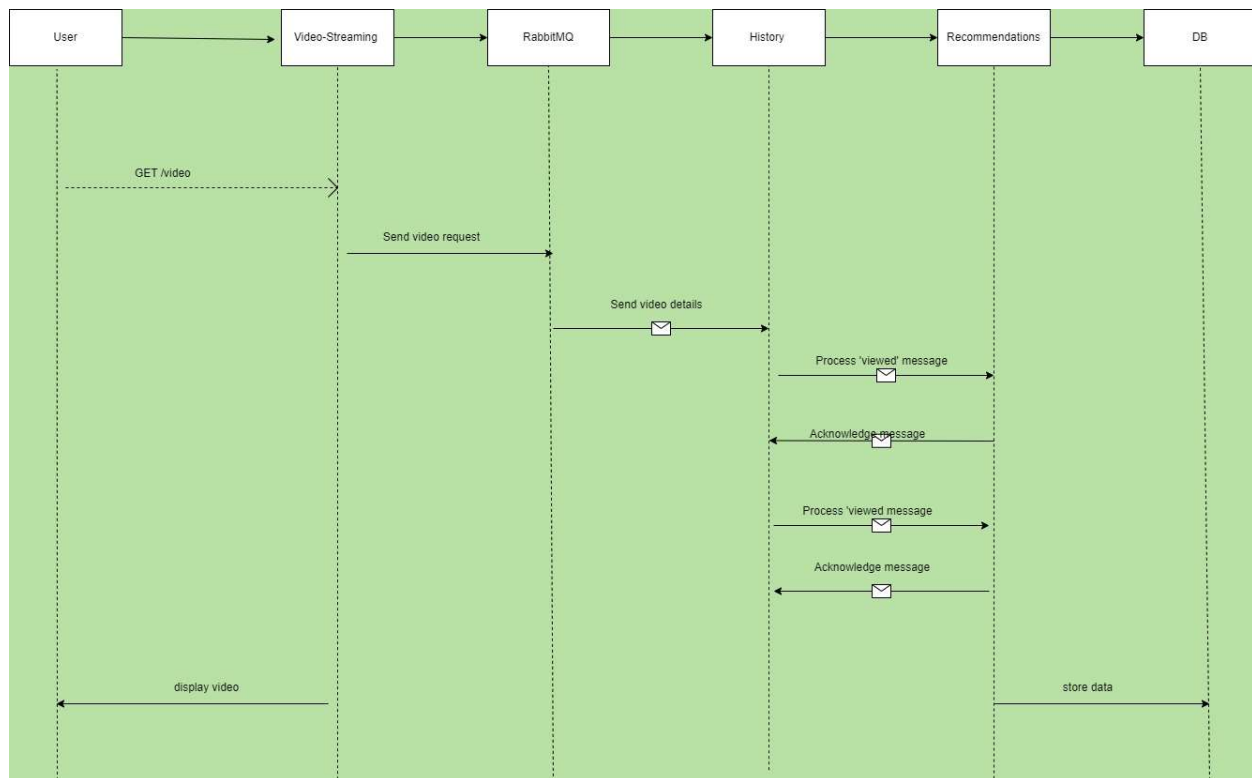 User
Video-Streaming
RabbitMQ
History
Recommendations
DB
GET /video
Send video request
Send video details
Process 'viewed' message
Acknowledge message
Process 'viewed message
Acknowledge message
display video
store data